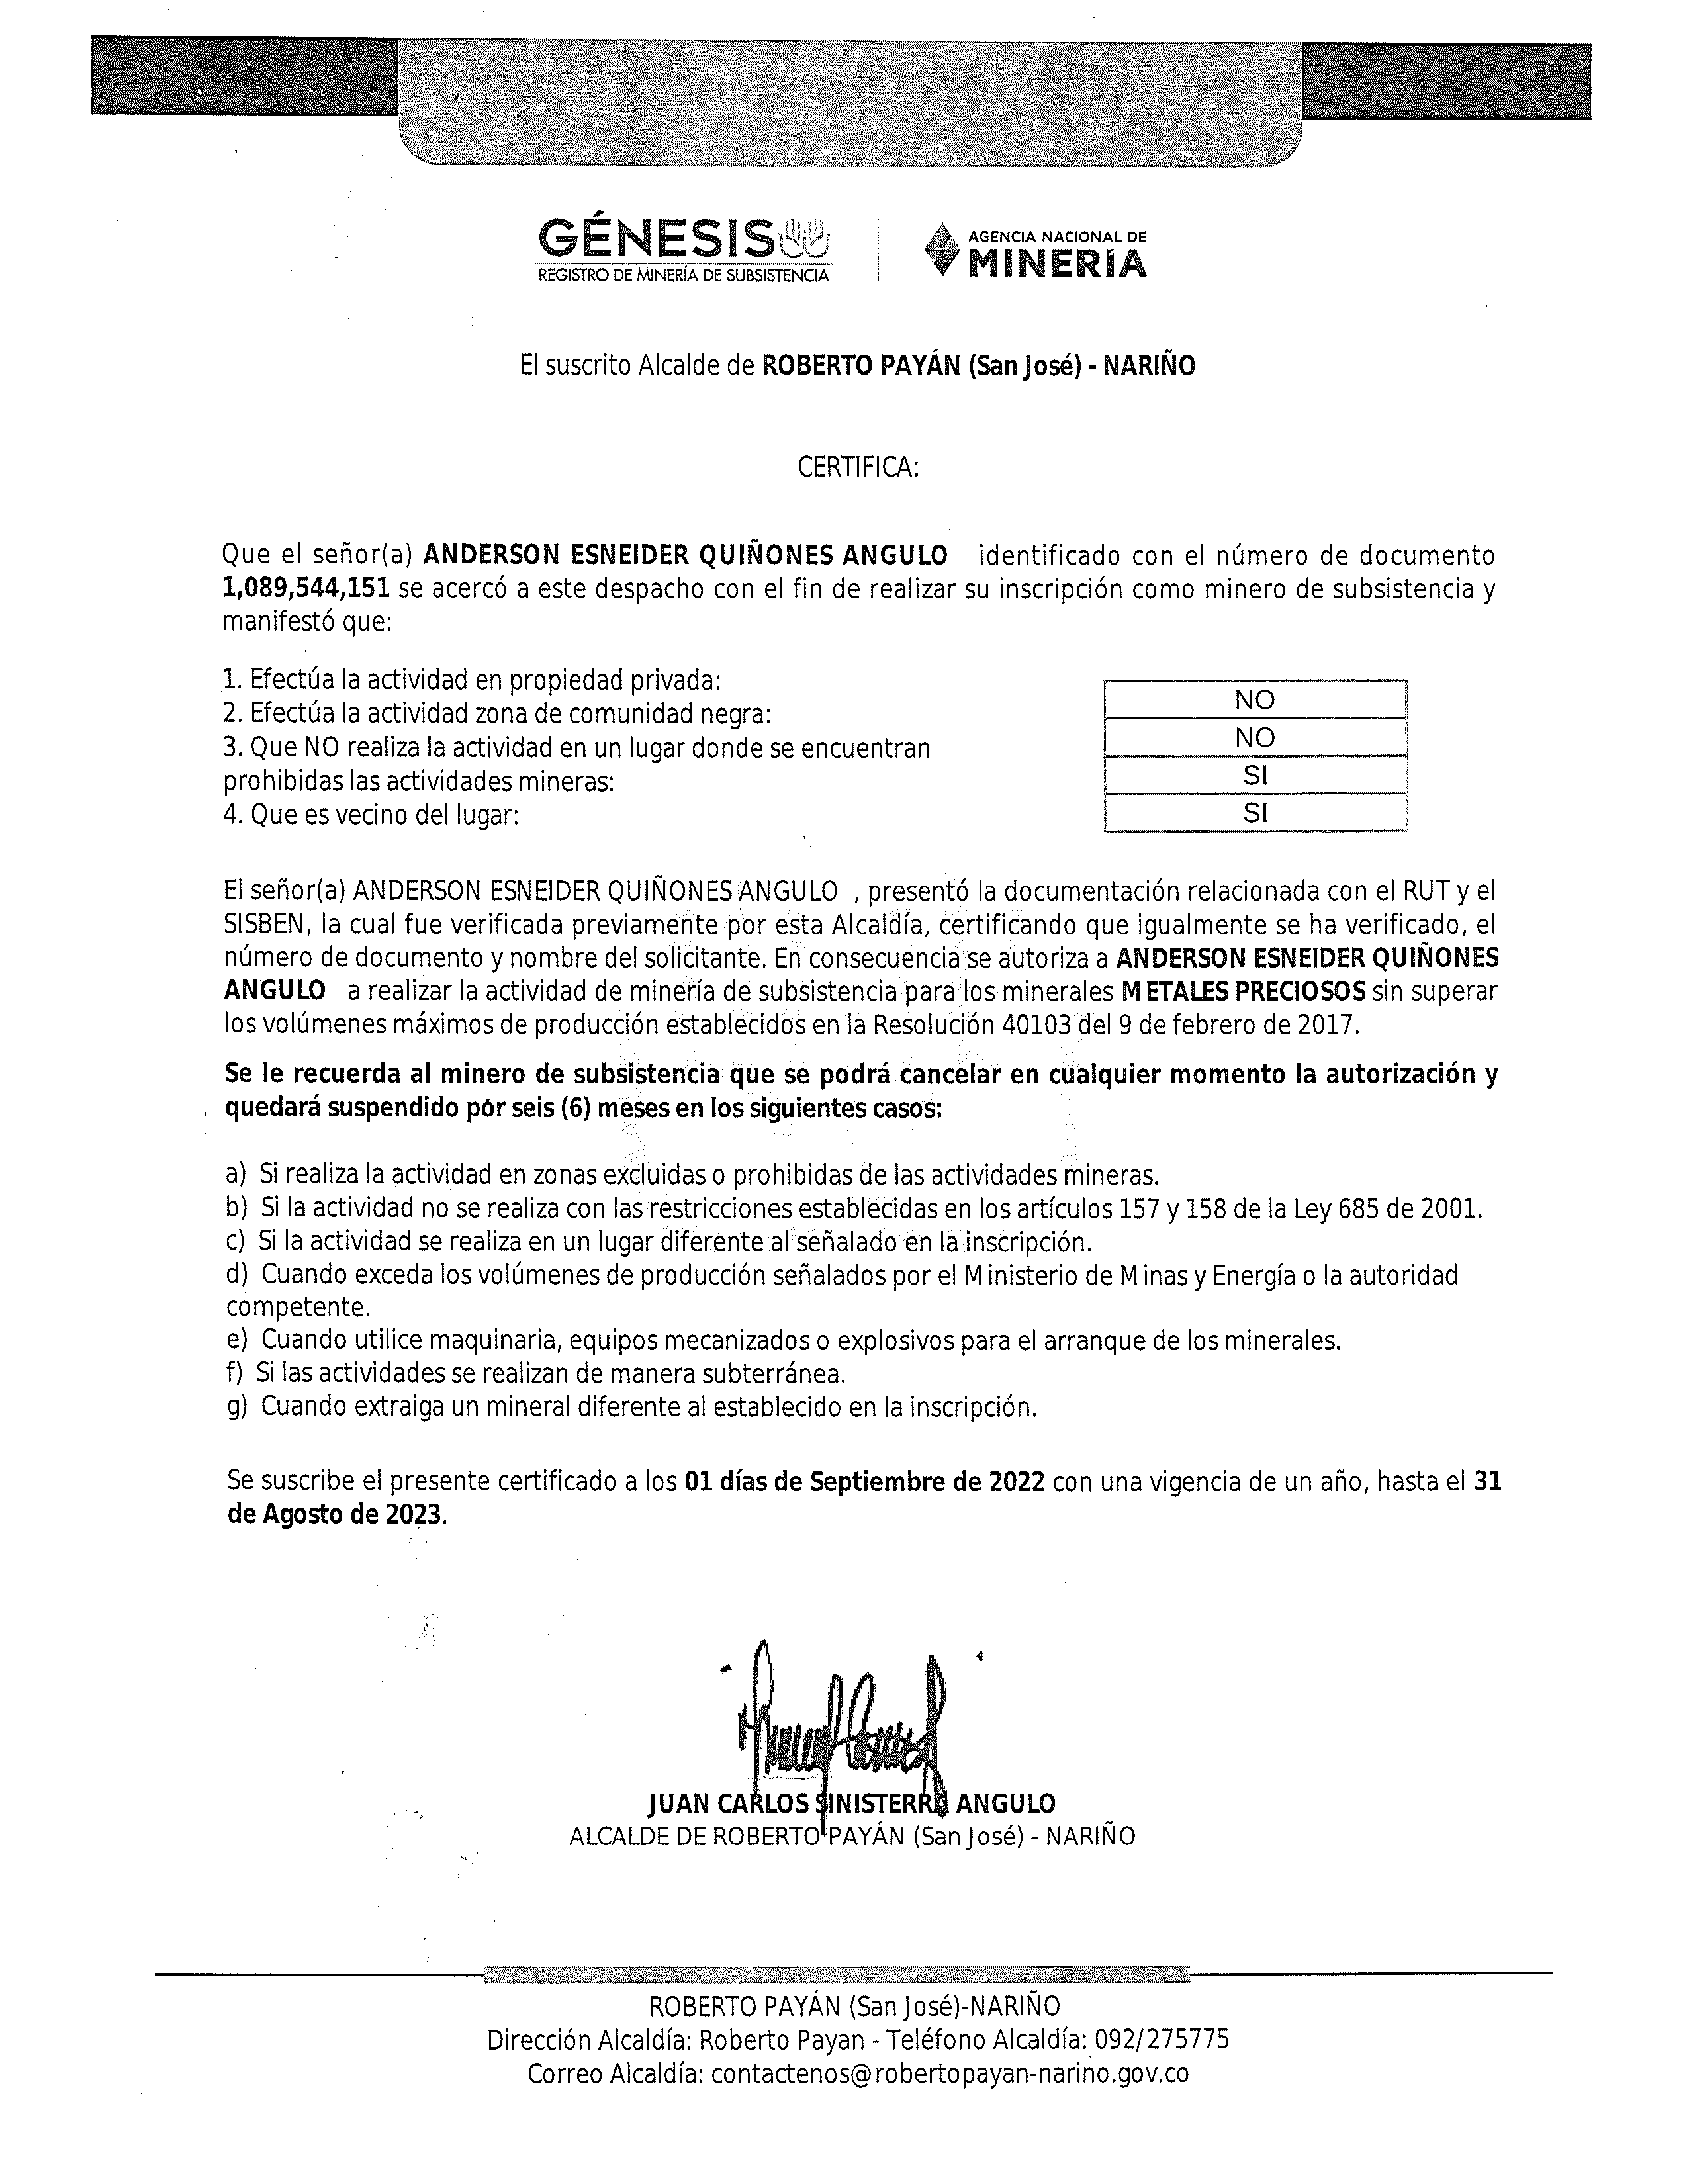 GÉNESIS
REGISTRO DE MINERÍA DE SUBSISTENCIA
AGENCIA NACIONAL DE
MINERÍA
El suscrito Alcalde de ROBERTO PAYÁN (San José) - NARIÑO
CERTIFICA:
Que el señor(a) ANDERSON ESNEIDER QUIÑONES ANGULO identificado con el número de documento
1,089,544,151 se acercó a este despacho con el fin de realizar su inscripción como minero de subsistencia y
manifestó que:
1. Efectúa la actividad en propiedad privada:
NO
2. Efectúa la actividad zona de comunidad negra:
NO
3. Que NO realiza la actividad en un lugar donde se encuentran
prohibidas las actividades mineras:
SI
4. Que es vecino del lugar:
SI
El señor(a) ANDERSON ESNEIDER QUIÑONES ANGULO , presentó la documentación relacionada con el RUT y el
SISBEN, la cual fue verificada previamente por esta Alcaldía, certificando que igualmente se ha verificado, el
número de documento y nombre del solicitante. En consecuencia se autoriza a ANDERSON ESNEIDER QUIÑONES
ANGULO a realizar la actividad de minería de subsistencia para los minerales METALES PRECIOSOS sin superar
los volúmenes máximos de producción establecidos en la Resolución 40103 del 9 de febrero de 2017.
Se le recuerda al minero de subsistencia que se podrá cancelar en cualquier momento la autorización y
quedará suspendido por seis (6) meses en los siguientes casos:
a) Si realiza la actividad en zonas excluidas o prohibidas de las actividades mineras.
b) Si la actividad no se realiza con las restricciones establecidas en los artículos 157 y 158 de la Ley 685 de 2001.
c) Si la actividad se realiza en un lugar diferente al señalado en la inscripción.
d) Cuando exceda los volúmenes de producción señalados por el Ministerio de Minas y Energía o la autoridad
competente.
e) Cuando utilice maquinaria, equipos mecanizados o explosivos para el arranque de los minerales.
f) Si las actividades se realizan de manera subterránea.
g) Cuando extraiga un mineral diferente al establecido en la inscripción.
Se suscribe el presente certificado a los 01 días de Septiembre de 2022 con una vigencia de un año, hasta el 31
de Agosto de 2023.
JUAN CARLOS SINISTERRA ANGULO
ALCALDE DE ROBERTO PAYÁN (San José) - NARIÑO
ROBERTO PAYÁN (San José)-NARIÑO
Dirección Alcaldía: Roberto Payan - Teléfono Alcaldía: 092/275775
Correo Alcaldía: contactenos@robertopayan-narino.gov.co